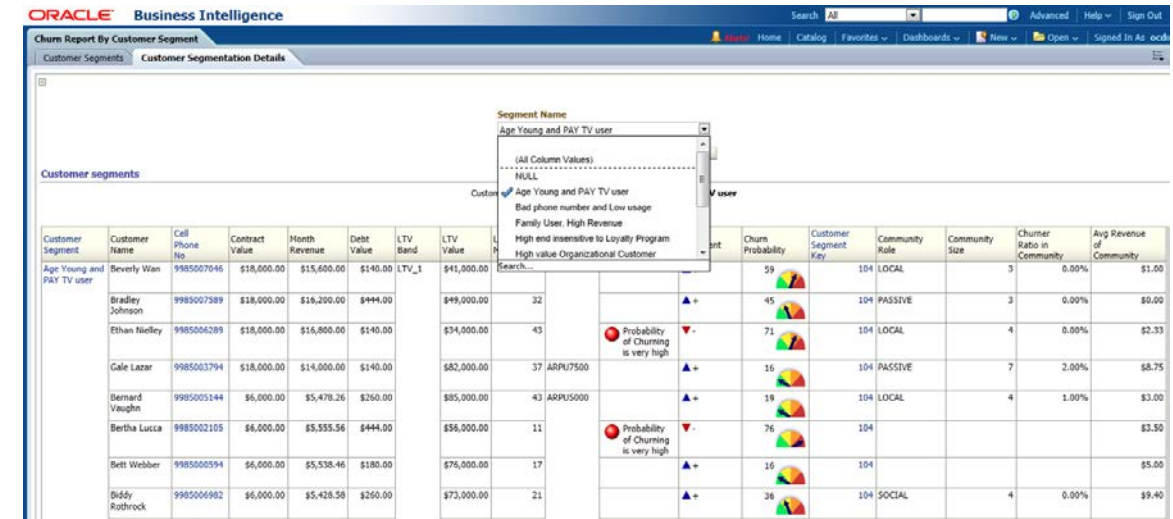 ORACLE Business Intelligence
Search All Advanced Help Sign Out
Churn Report By Customer Segment
Home Catalog Favorites Dashboards New Open Signed In As ocdm
Customer Segments Customer Segmentation Details
Segment Name
Age Young and PAY TV user
(All Column Values)
NULL
Age Young and PAY TV user
Bad phone number and Low usage
Family User, High Revenue
High end insensitive to Loyalty Program
High value Organizational Customer
Search...
Customer segments
Custon V user
Customer Segment
Customer Name
Cell Phone No
Contract Value
Month Revenue
Debt Value
LTV Band
LTV Value
Churn Probability
Customer Segment Key
Community Role
Community Size
Churner Ratio in Community
Avg Revenue of Community
Age Young and PAY TV user Beverly Wan 9985007046 $18,000.00 $15,600.00 $140.00 LTV_1 $41,000.00 59 104 LOCAL 3 0.00% $1.00
Bradley Johnson 9985007589 $18,000.00 $16,200.00 $444.00 $49,000.00 32 + 45 104 PASSIVE 3 0.00% $0.00
Ethan Nielley 9985006289 $18,000.00 $16,800.00 $140.00 $34,000.00 43 Probability of Churning is very high - 71 104 LOCAL 4 0.00% $2.33
Gale Lazar 9985003794 $18,000.00 $14,000.00 $140.00 $82,000.00 37 ARPU7500 + 16 104 PASSIVE 7 2.00% $8.75
Bernard Vaughn 9985005144 $6,000.00 $5,478.26 $260.00 $85,000.00 43 ARPU5000 + 19 104 LOCAL 4 1.00% $3.00
Bertha Lucca 9985002105 $6,000.00 $5,555.56 $444.00 $56,000.00 11 Probability of Churning is very high - 76 104 $3.50
Bett Webber 9985000594 $6,000.00 $5,538.46 $180.00 $76,000.00 17 + 16 104 $5.00
Biddy Rothrock 9985006982 $6,000.00 $5,428.58 $260.00 $73,000.00 21 + 36 104 SOCIAL 4 0.00% $9.40